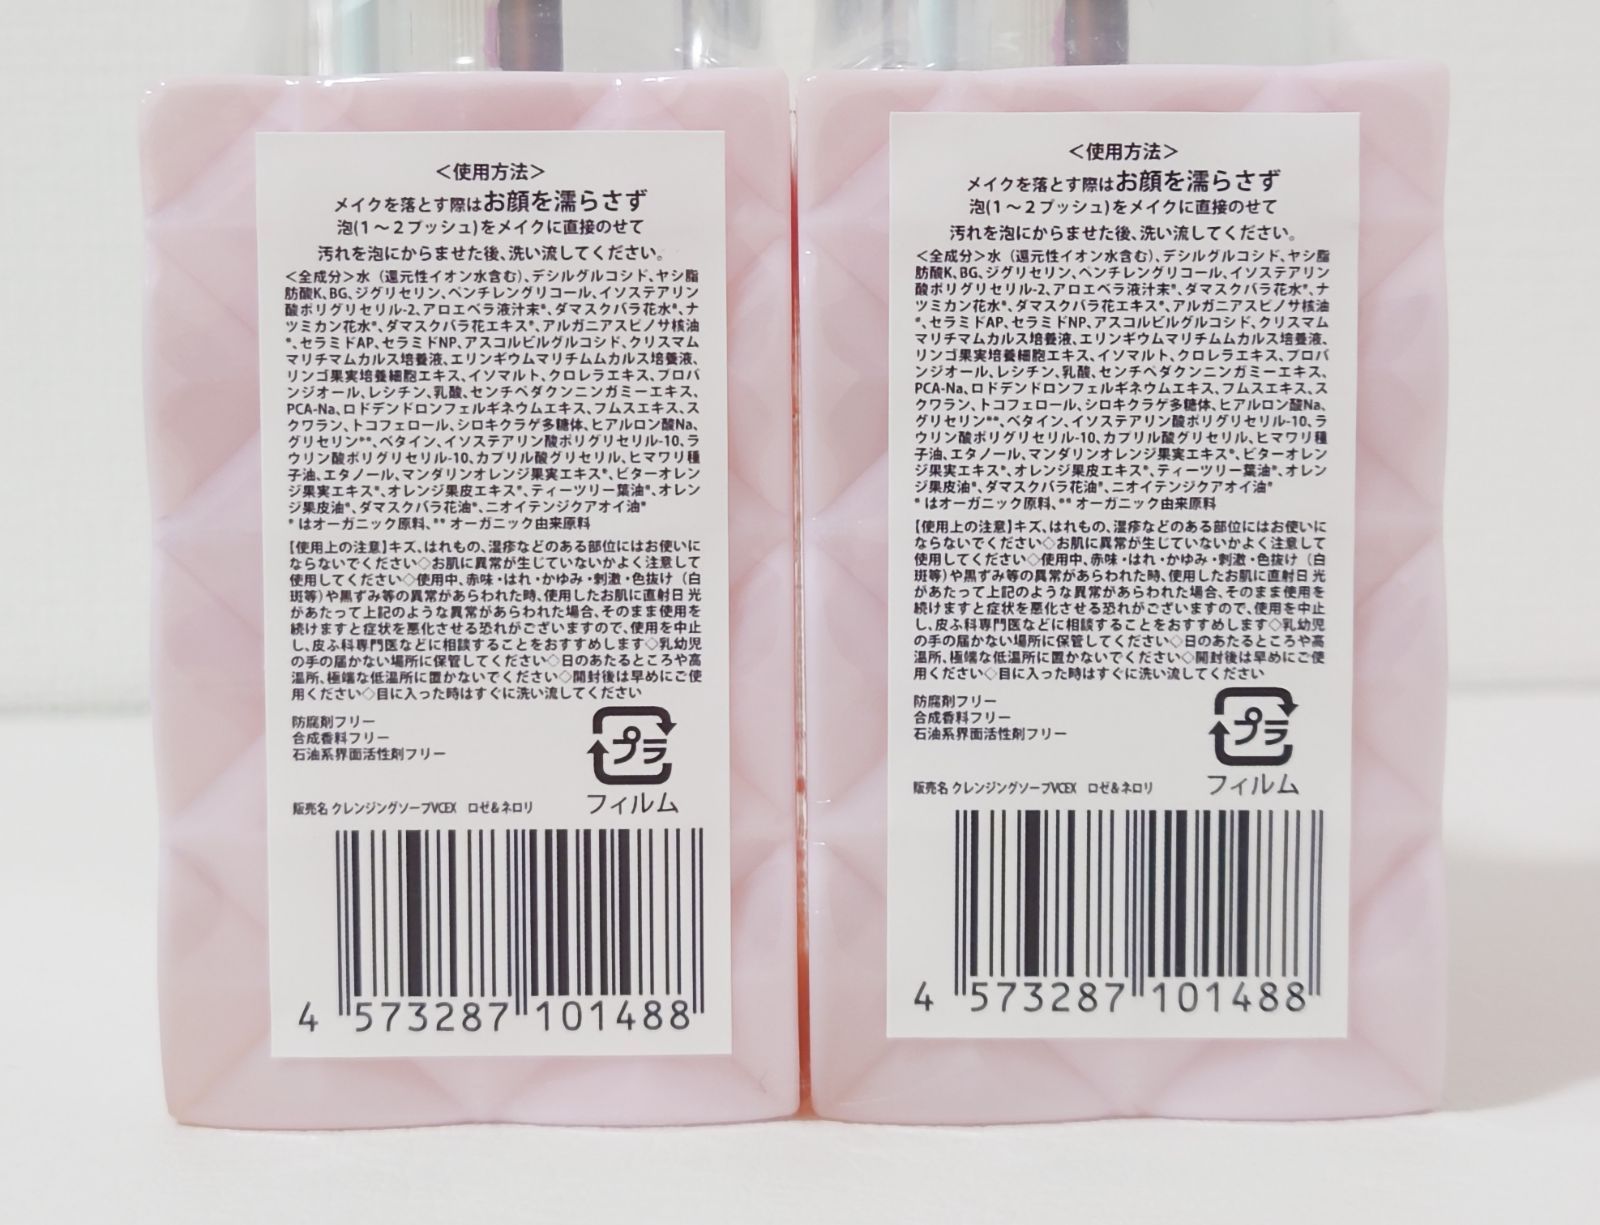 ＜使用方法＞
メイクを落とす際はお顔を濡らさず
泡(1～2プッシュ)をメイクに直接のせて
汚れを泡にからませた後、洗い流してください。
＜全成分＞水（還元性イオン水含む）、デシルグルコシド、ヤシ脂
肪酸K、BG、ジグリセリン、ペンチレングリコール、イソステアリン
酸ポリグリセリル-2、アロエベラ液汁末*、ダマスクバラ花水*、ナ
ツミカン花水*、ダマスクバラ花エキス*、アルガニアスピノサ核油
*、セラミドAP、セラミドNP、アスコルビルグルコシド、クリスマム
マリチマムカルス培養液、エリンギウムマリチムムカルス培養液、
リンゴ果実培養細胞エキス、イソマルト、クロレラエキス、プロパ
ンジオール、レシチン、乳酸、センチペダクンニンガミーエキス、
PCA-Na、ロドデンドロンフェルギネウムエキス、フムスエキス、ス
クワラン、トコフェロール、シロキクラゲ多糖体、ヒアルロン酸Na、
グリセリン**、ベタイン、イソステアリン酸ポリグリセリル-10、ラ
ウリン酸ポリグリセリル-10、カプリル酸グリセリル、ヒマワリ種
子油、エタノール、マンダリンオレンジ果実エキス*、ビターオレン
ジ果実エキス*、オレンジ果皮エキス*、ティーツリー葉油*、オレン
ジ果皮油*、ダマスクバラ花油*、ニオイテンジクアオイ油*
* はオーガニック原料、** オーガニック由来原料
【使用上の注意】キズ、はれもの、湿疹などのある部位にはお使いに
ならないでください◇お肌に異常が生じていないかよく注意して
使用してください◇使用中、赤味・はれ・かゆみ・刺激・色抜け（白
斑等）や黒ずみ等の異常があらわれた時、使用したお肌に直射日 光
があたって上記のような異常があらわれた場合、そのまま使用を
続けますと症状を悪化させる恐れがございますので、使用を中止
し、皮ふ科専門医などに相談することをおすすめします◇乳幼児
の手の届かない場所に保管してください◇日のあたるところや高
温所、極端な低温所に置かないでください◇開封後は早めにご使
用ください◇目に入った時はすぐに洗い流してください
防腐剤フリー
合成香料フリー
石油系界面活性剤フリー
プラ
フィルム
販売名 クレンジングソープVCEX　ロゼ&ネロリ
4 573287 101488
＜使用方法＞
メイクを落とす際はお顔を濡らさず
泡(1～2プッシュ)をメイクに直接のせて
汚れを泡にからませた後、洗い流してください。
＜全成分＞水（還元性イオン水含む）、デシルグルコシド、ヤシ脂
肪酸K、BG、ジグリセリン、ペンチレングリコール、イソステアリン
酸ポリグリセリル-2、アロエベラ液汁末*、ダマスクバラ花水*、ナ
ツミカン花水*、ダマスクバラ花エキス*、アルガニアスピノサ核油
*、セラミドAP、セラミドNP、アスコルビルグルコシド、クリスマム
マリチマムカルス培養液、エリンギウムマリチムムカルス培養液、
リンゴ果実培養細胞エキス、イソマルト、クロレラエキス、プロパ
ンジオール、レシチン、乳酸、センチペダクンニンガミーエキス、
PCA-Na、ロドデンドロンフェルギネウムエキス、フムスエキス、ス
クワラン、トコフェロール、シロキクラゲ多糖体、ヒアルロン酸Na、
グリセリン**、ベタイン、イソステアリン酸ポリグリセリル-10、ラ
ウリン酸ポリグリセリル-10、カプリル酸グリセリル、ヒマワリ種
子油、エタノール、マンダリンオレンジ果実エキス*、ビターオレン
ジ果実エキス*、オレンジ果皮エキス*、ティーツリー葉油*、オレン
ジ果皮油*、ダマスクバラ花油*、ニオイテンジクアオイ油*
* はオーガニック原料、** オーガニック由来原料
【使用上の注意】キズ、はれもの、湿疹などのある部位にはお使いに
ならないでください◇お肌に異常が生じていないかよく注意して
使用してください◇使用中、赤味・はれ・かゆみ・刺激・色抜け（白
斑等）や黒ずみ等の異常があらわれた時、使用したお肌に直射日 光
があたって上記のような異常があらわれた場合、そのまま使用を
続けますと症状を悪化させる恐れがございますので、使用を中止
し、皮ふ科専門医などに相談することをおすすめします◇乳幼児
の手の届かない場所に保管してください◇日のあたるところや高
温所、極端な低温所に置かないでください◇開封後は早めにご使
用ください◇目に入った時はすぐに洗い流してください
防腐剤フリー
合成香料フリー
石油系界面活性剤フリー
プラ
フィルム
販売名 クレンジングソープVCEX　ロゼ&ネロリ
4 573287 101488